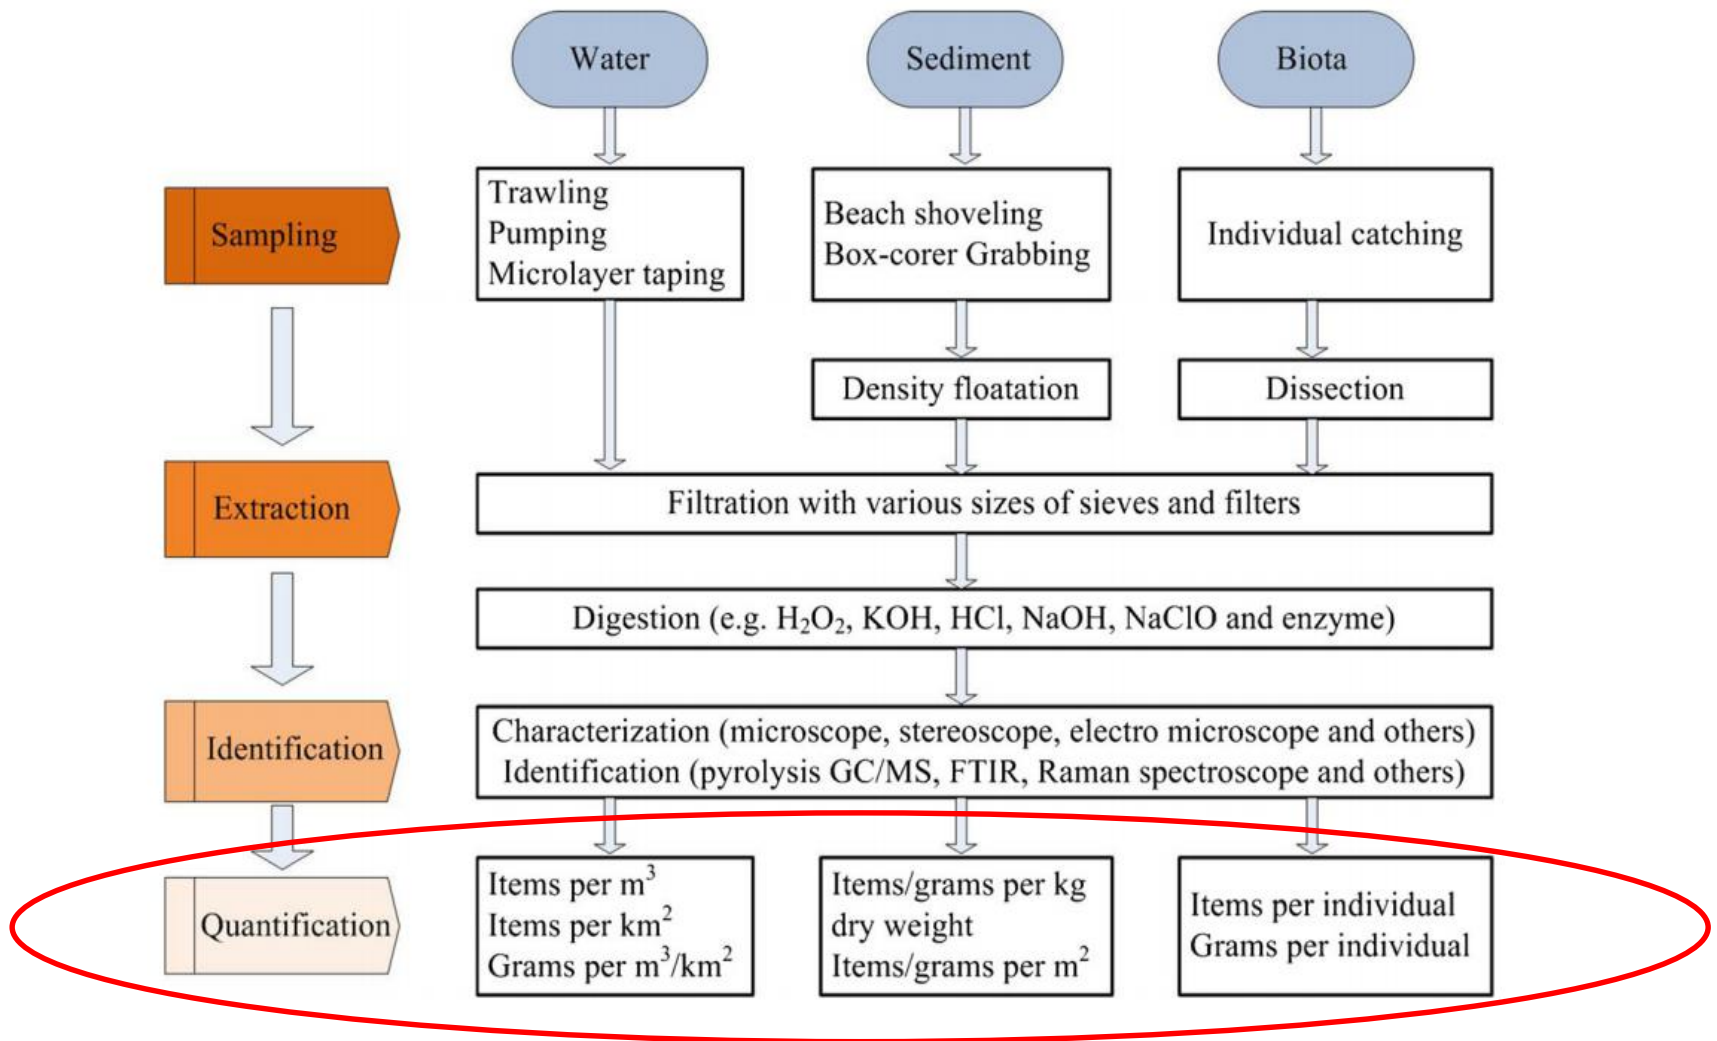 Water
Sediment
Biota
Sampling
Trawling
Pumping
Microlayer taping
Beach shoveling
Box-corer Grabbing
Individual catching
Density floatation
Dissection
Extraction
Filtration with various sizes of sieves and filters
Digestion (e.g. H₂O₂, KOH, HCl, NaOH, NaClO and enzyme)
Identification
Characterization (microscope, stereoscope, electro microscope and others)
Identification (pyrolysis GC/MS, FTIR, Raman spectroscope and others)
Quantification
Items per m³
Items per km²
Grams per m³/km²
Items/grams per kg
dry weight
Items/grams per m²
Items per individual
Grams per individual